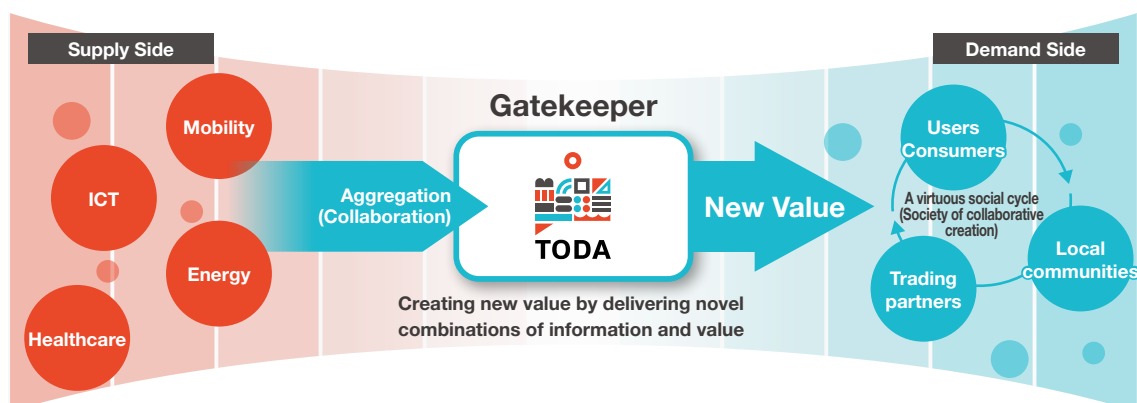 Supply Side
Mobility
ICT
Energy
Healthcare
Aggregation
(Collaboration)
Gatekeeper
TODA
Creating new value by delivering novel
combinations of information and value
New Value
Demand Side
Users
Consumers
A virtuous social cycle
(Society of collaborative
creation)
Local
communities
Trading
partners